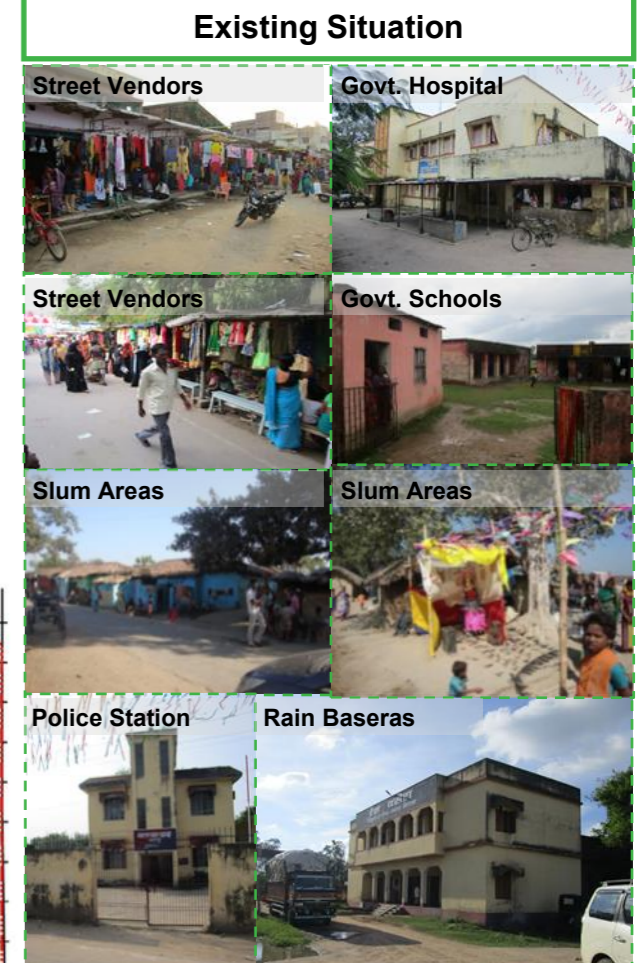 Existing Situation
Street Vendors
Govt. Hospital
Street Vendors
Govt. Schools
Slum Areas
Slum Areas
Police Station
Rain Baseras